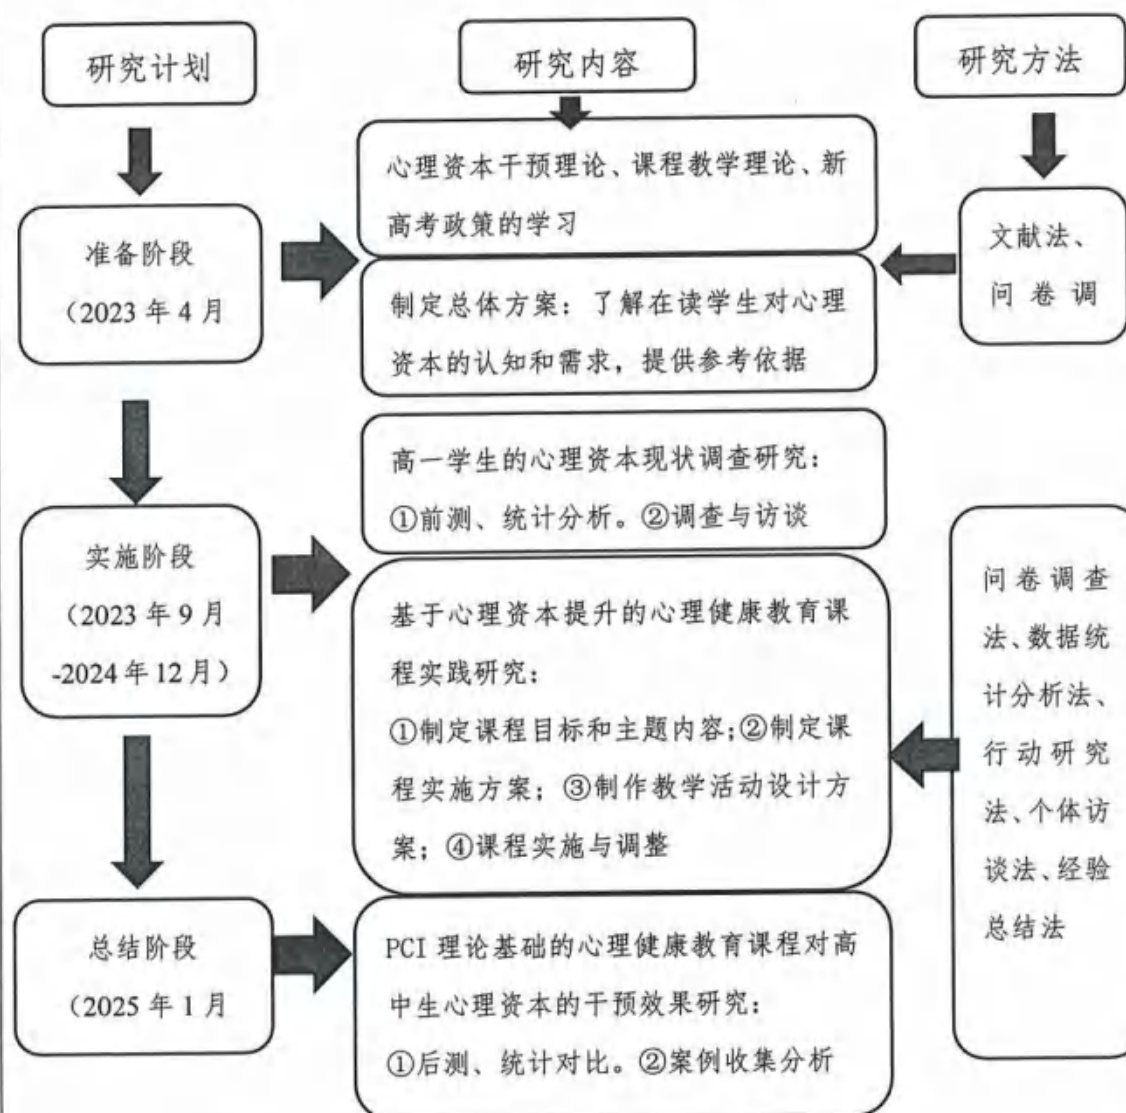 研究计划
研究内容
研究方法
准备阶段
（2023 年 4 月
心理资本干预理论、课程教学理论、新
高考政策的学习
制定总体方案：了解在读学生对心理
资本的认知和需求，提供参考依据
文献法、
问 卷 调
实施阶段
（2023 年 9 月
-2024 年 12 月）
高一学生的心理资本现状调查研究：
①前测、统计分析。②调查与访谈
基于心理资本提升的心理健康教育课
程实践研究：
①制定课程目标和主题内容;②制定课
程实施方案；③制作教学活动设计方
案；④课程实施与调整
问 卷 调 查
法、数据统
计分析法、
行 动 研 究
法、个体访
谈法、经验
总结法
总结阶段
（2025 年 1 月
PCI 理论基础的心理健康教育课程对高
中生心理资本的干预效果研究：
①后测、统计对比。②案例收集分析